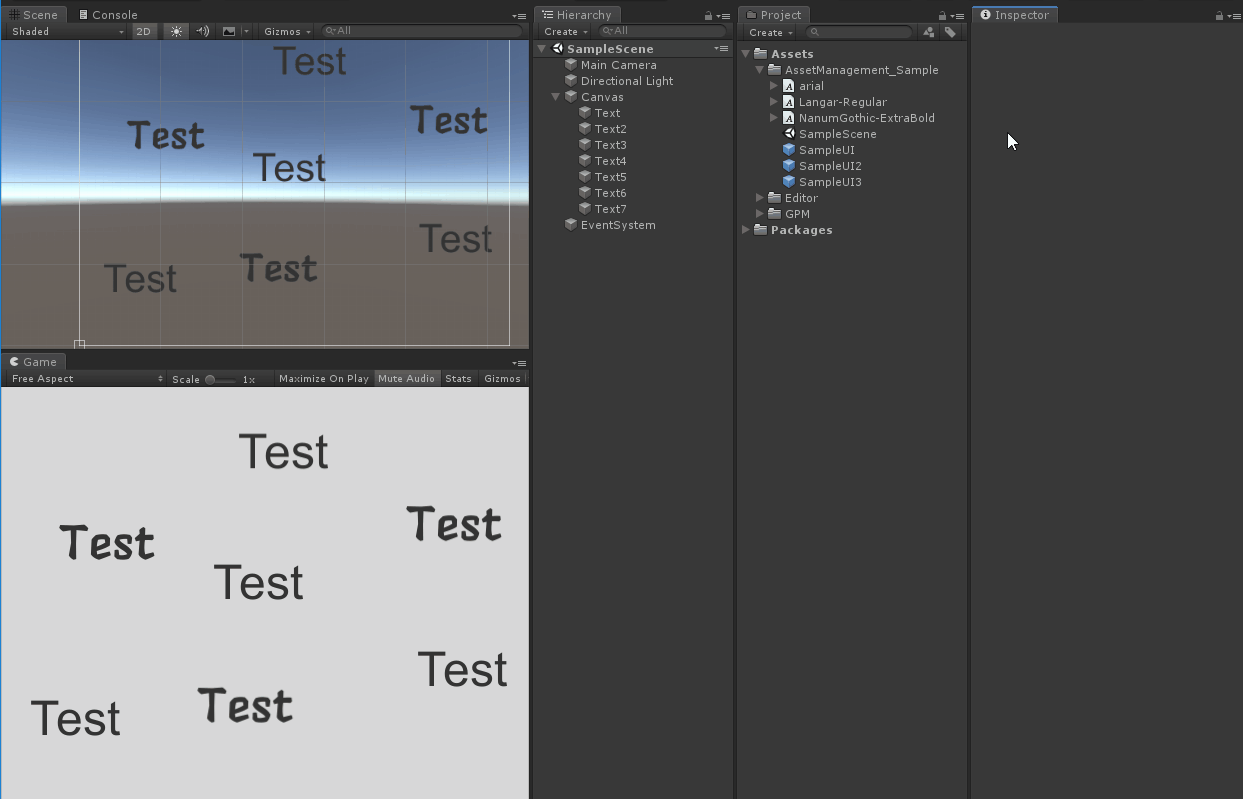 Scene
Console
Shaded
2D
Gizmos
All
Test
Test
Test
Test
Test
Test
Test
Game
Free Aspect
Scale
1x
Maximize On Play
Mute Audio
Stats
Gizmos
Test
Test
Test
Test
Test
Test
Test
Hierarchy
Create
All
SampleScene
Main Camera
Directional Light
Canvas
Text
Text2
Text3
Text4
Text5
Text6
Text7
EventSystem
Project
Create
Assets
AssetManagement_Sample
arial
Langar-Regular
NanumGothic-ExtraBold
SampleScene
SampleUI
SampleUI2
SampleUI3
Editor
GPM
Packages
Inspector